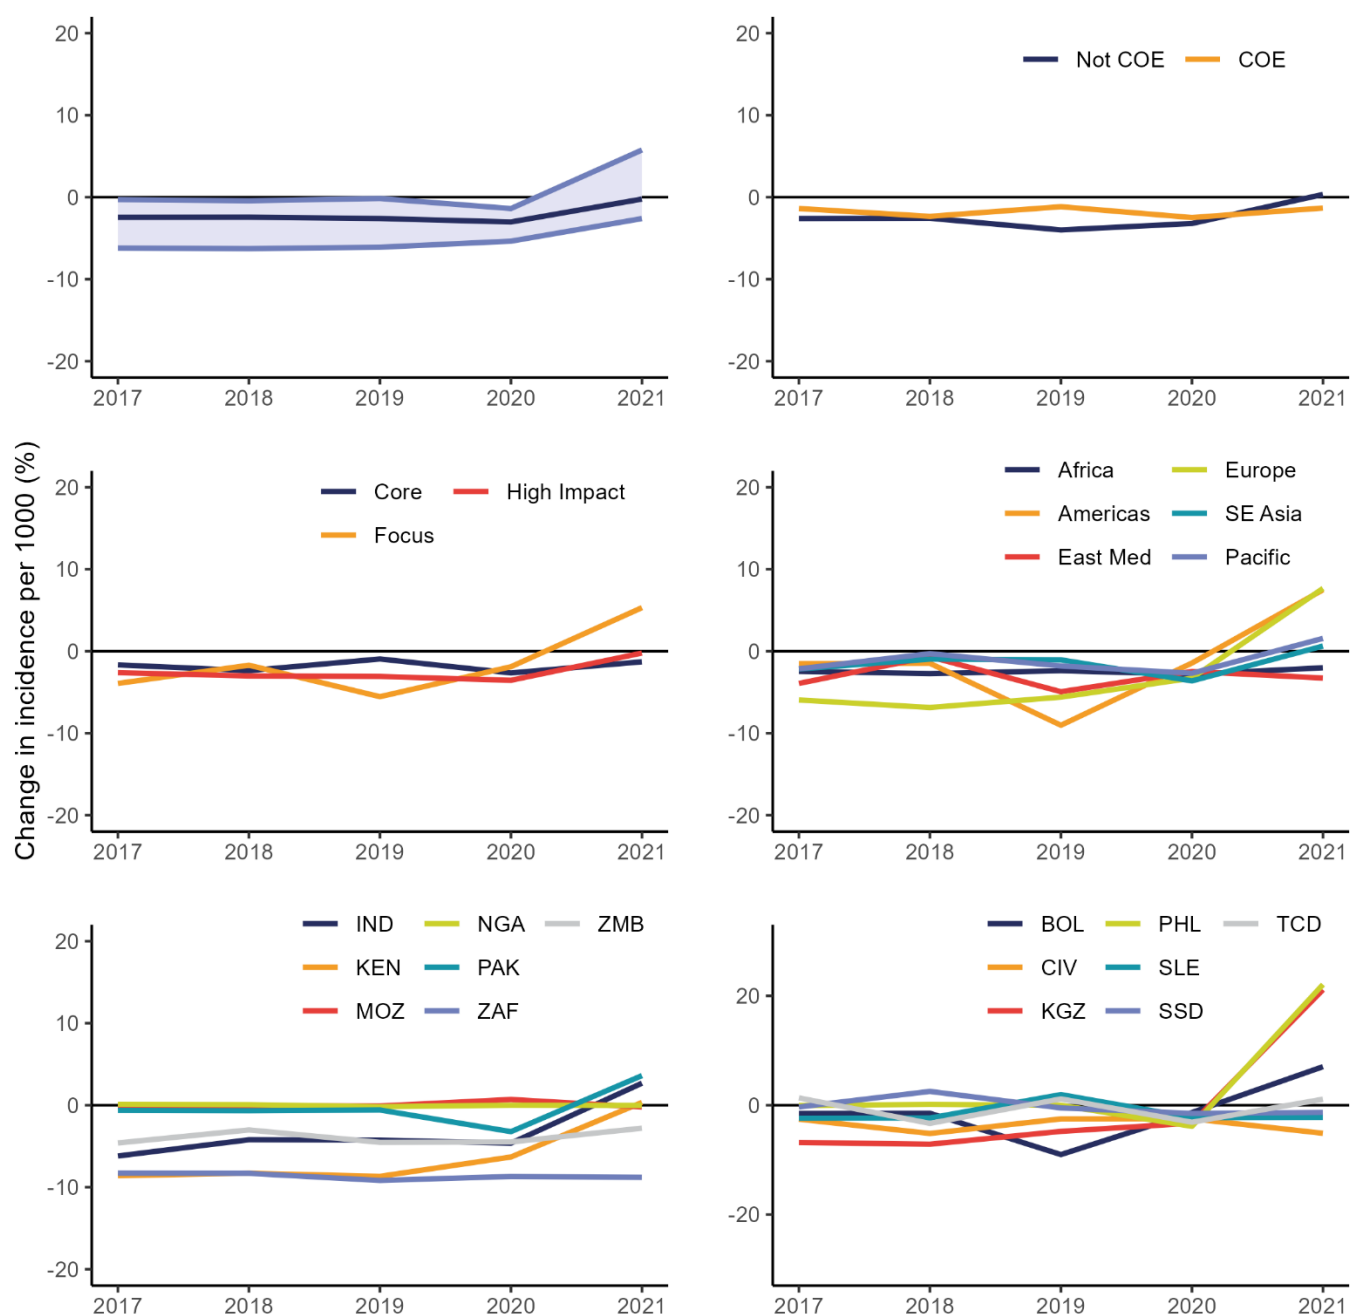 20
10
0
-10
-20
2017 2018 2019 2020 2021
Not COE COE
20
10
0
-10
-20
2017 2018 2019 2020 2021
Change in incidence per 1000 (%)
Core High Impact
Focus
20
10
0
-10
-20
2017 2018 2019 2020 2021
Africa Europe
Americas SE Asia
East Med Pacific
20
10
0
-10
-20
2017 2018 2019 2020 2021
IND NGA ZMB
KEN PAK
MOZ ZAF
20
10
0
-10
-20
2017 2018 2019 2020 2021
BOL PHL TCD
CIV SLE
KGZ SSD
20
0
-20
2017 2018 2019 2020 2021